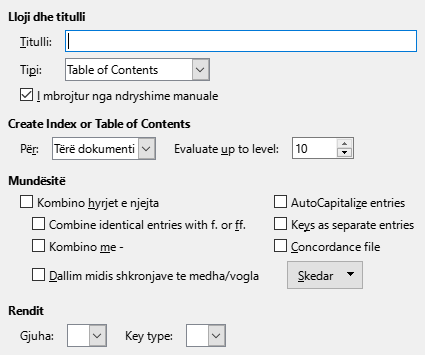 Lloji dhe titulli
Titulli:
Tipi: Table of Contents
I mbrojtur nga ndryshime manuale
Create Index or Table of Contents
Për: Tërë dokumenti Evaluate up to level: 10
Mundësitë
Kombino hyrjet e njejta AutoCapitalize entries
Combine identical entries with f. or ff. Keys as separate entries
Kombino me - Concordance file
Dallim midis shkronjave te medha/vogla Skedar
Rendit
Gjuha: Key type: